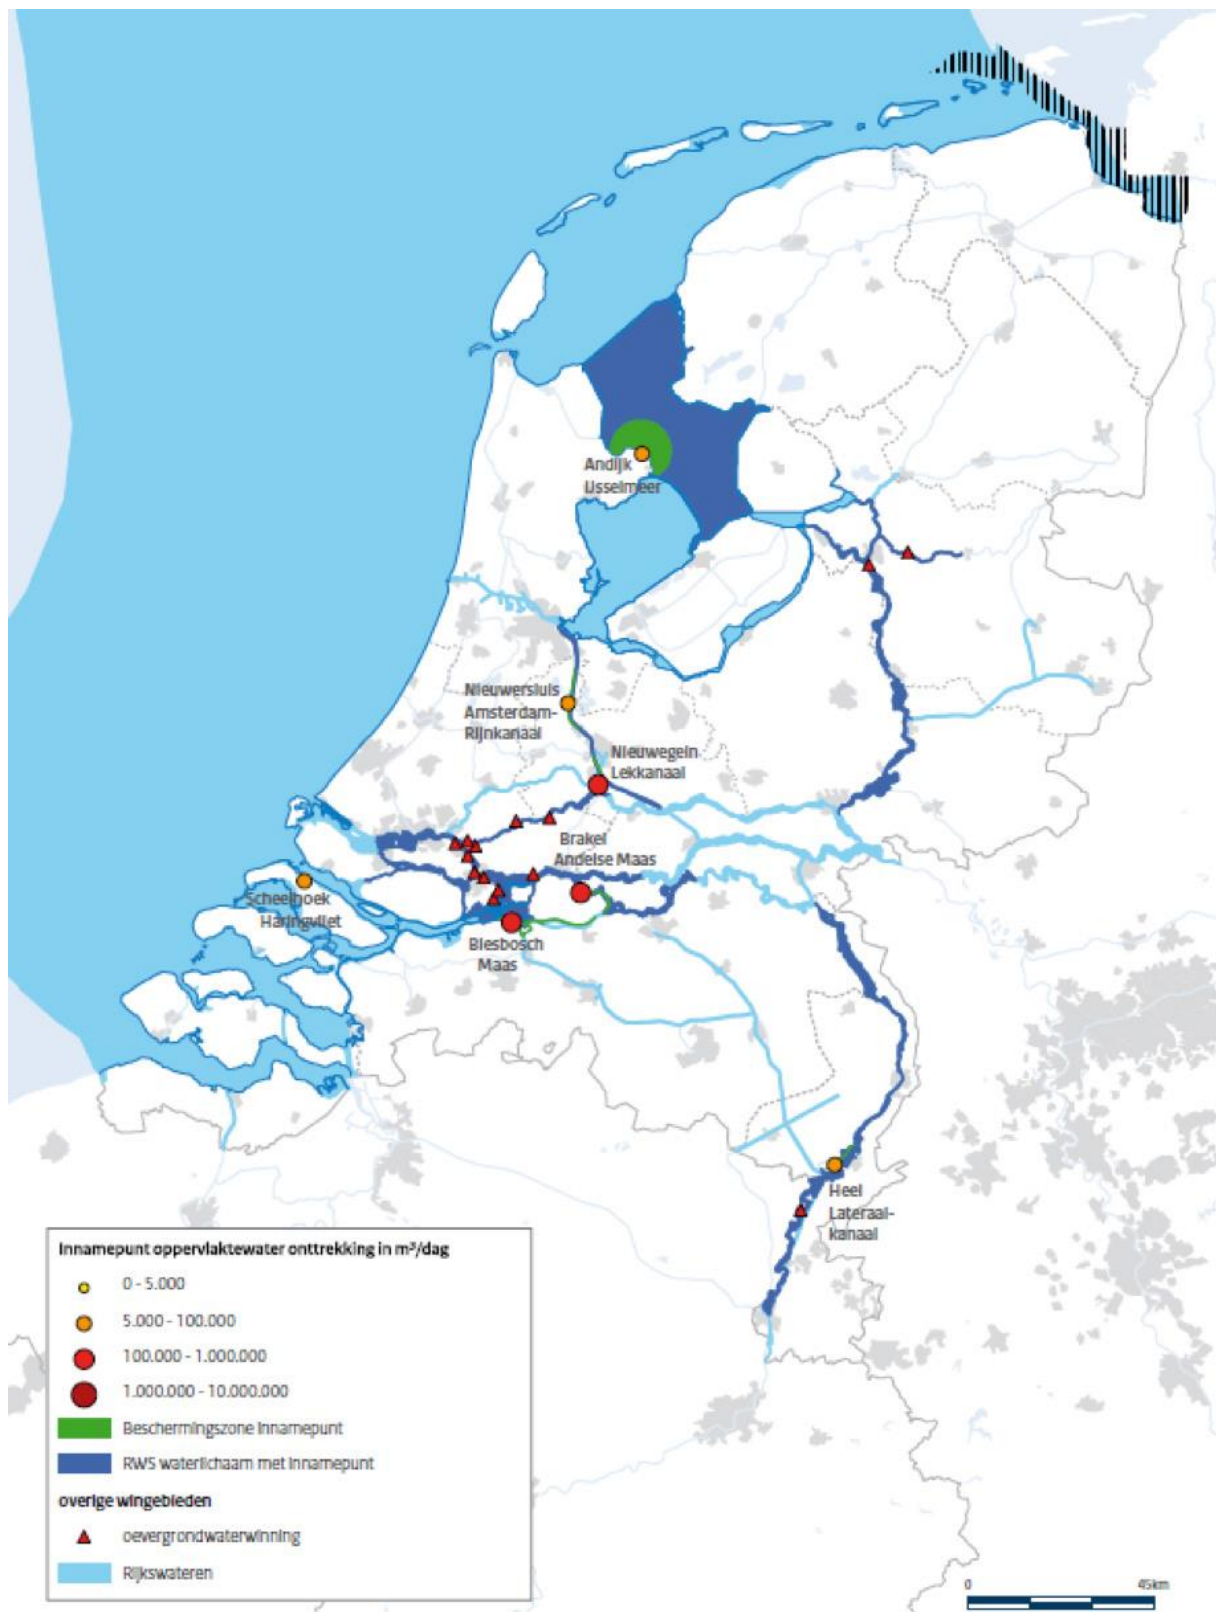 Andijk
IJsselmeer
Nieuwersluis
Amsterdam-
Rijnkanaal
Nieuwegein
Lekkanaal
Brakel
Andelse Maas
Scheelhoek
Haringvliet
Biesbosch
Maas
Heel
Lateraal-
kanaal
Innamepunt oppervlaktewater onttrekking in m³/dag
0 - 5.000
5.000 - 100.000
100.000 - 1.000.000
1.000.000 - 10.000.000
Beschermingszone innamepunt
RWS waterlichaam met innamepunt
overige wingebieden
oevergrondwaterwinning
Rijkswateren
0 45km